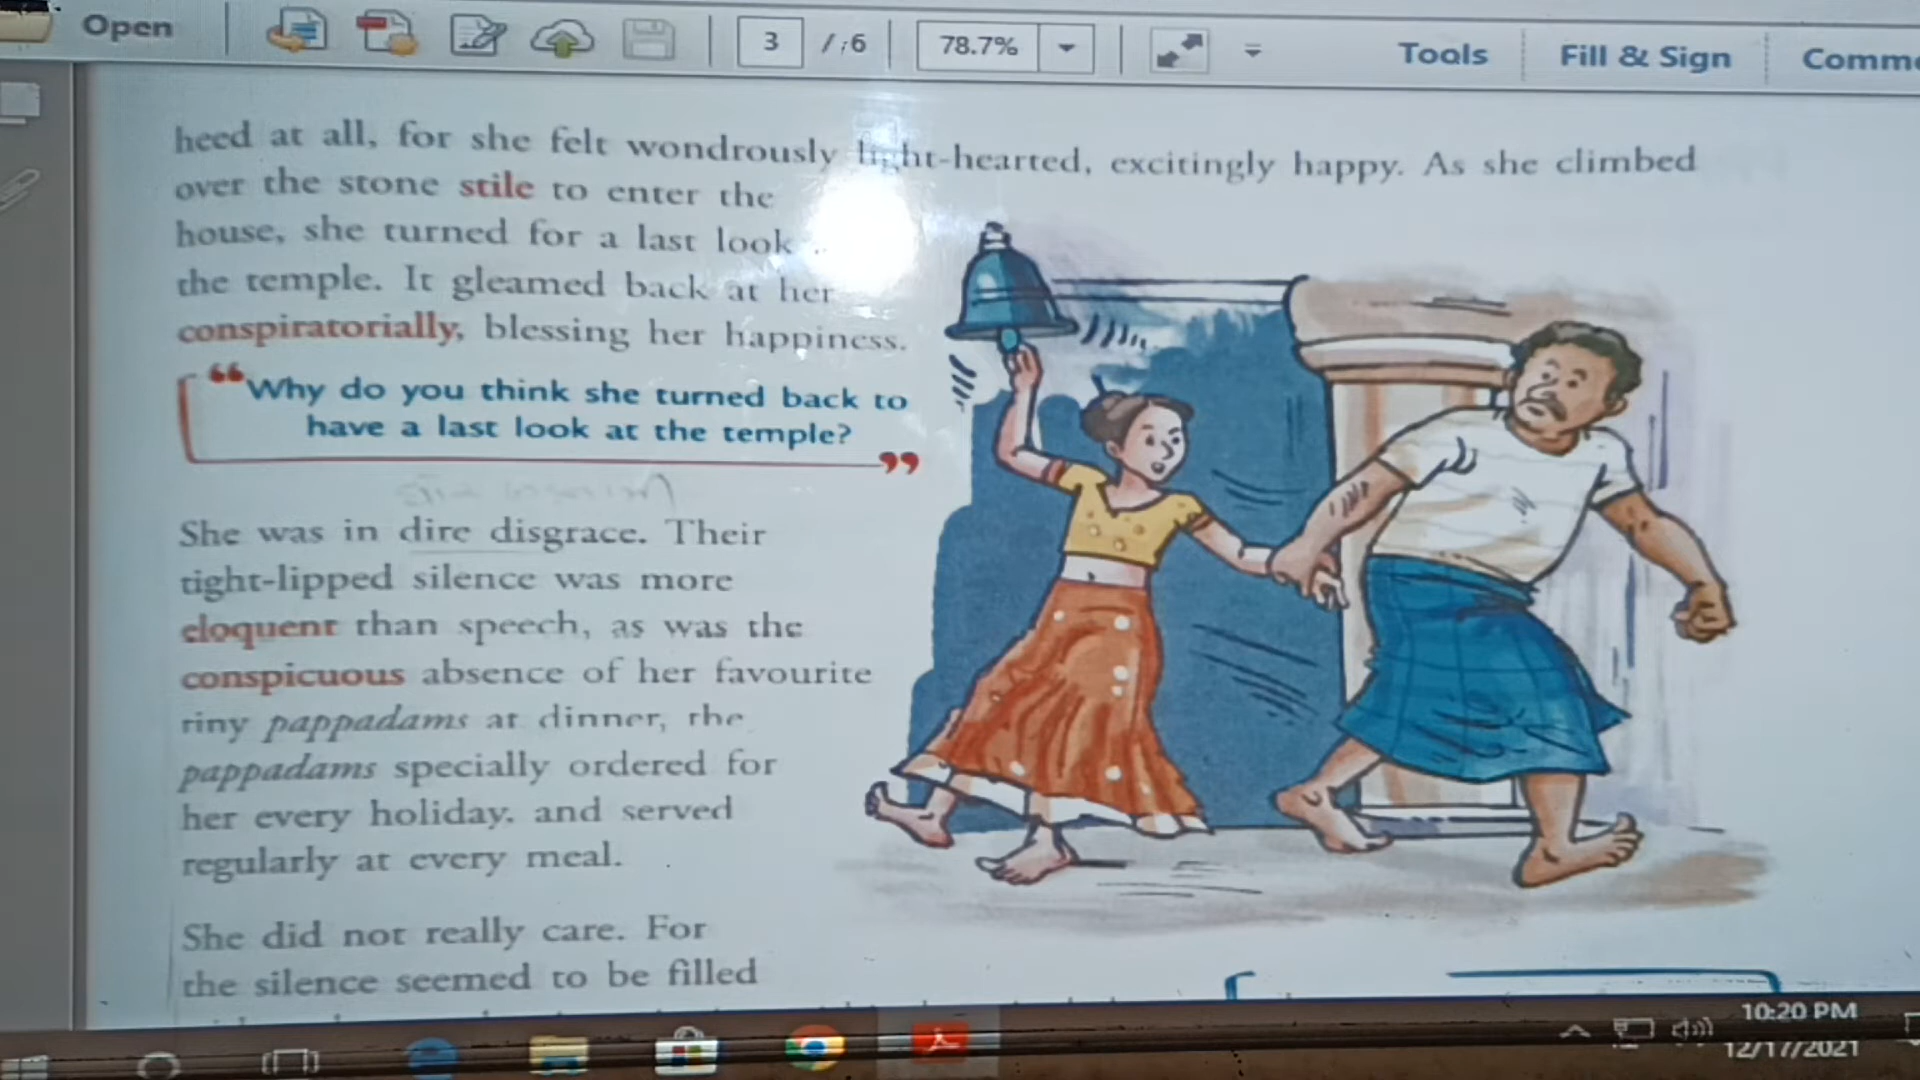 Open
3 / 6
78.7%
Tools
Fill & Sign
Comme
heed at all, for she felt wondrously light-hearted, excitingly happy. As she climbed
over the stone stile to enter the
house, she turned for a last look
the temple. It gleamed back at her
conspiratorially, blessing her happiness.
“Why do you think she turned back to
have a last look at the temple?”
She was in dire disgrace. Their
tight-lipped silence was more
eloquent than speech, as was the
conspicuous absence of her favourite
tiny pappadams at dinner, the
pappadams specially ordered for
her every holiday, and served
regularly at every meal.
She did not really care. For
the silence seemed to be filled
10:20 PM
12/17/2021